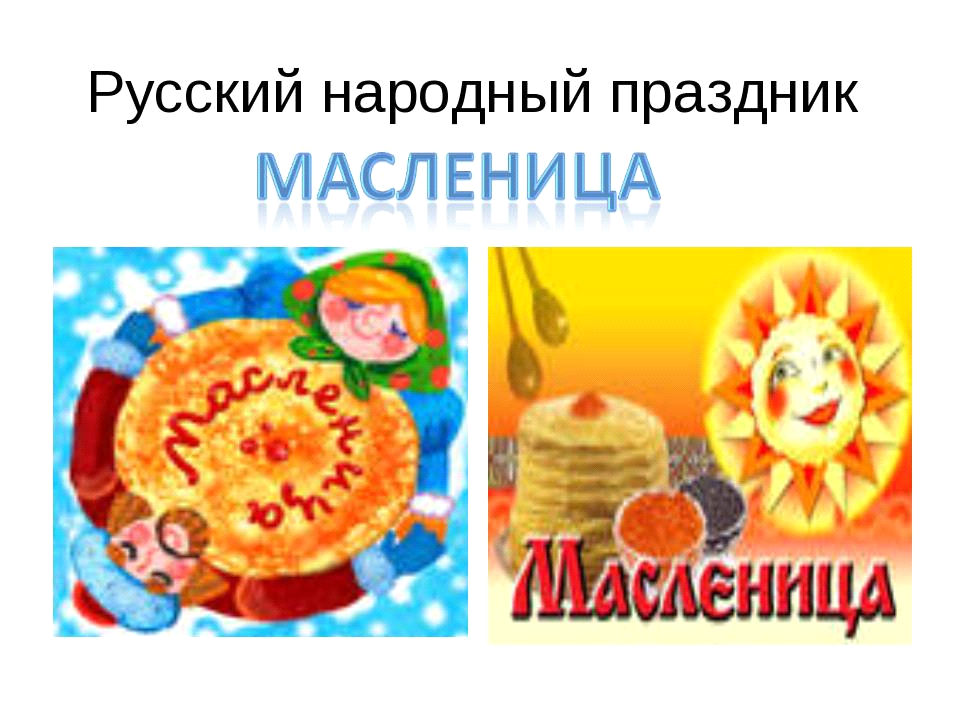 Русский народный праздник
МАСЛЕНИЦА
Масленица
Масленица